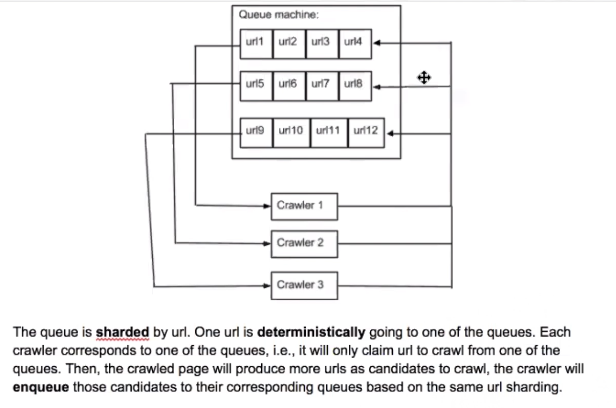 Queue machine:
url1 url2 url3 url4
url5 url6 url7 url8
url9 url10 url11 url12
Crawler 1
Crawler 2
Crawler 3
The queue is sharded by url. One url is deterministically going to one of the queues. Each
crawler corresponds to one of the queues, i.e., it will only claim url to crawl from one of the
queues. Then, the crawled page will produce more urls as candidates to crawl, the crawler will
enqueue those candidates to their corresponding queues based on the same url sharding.